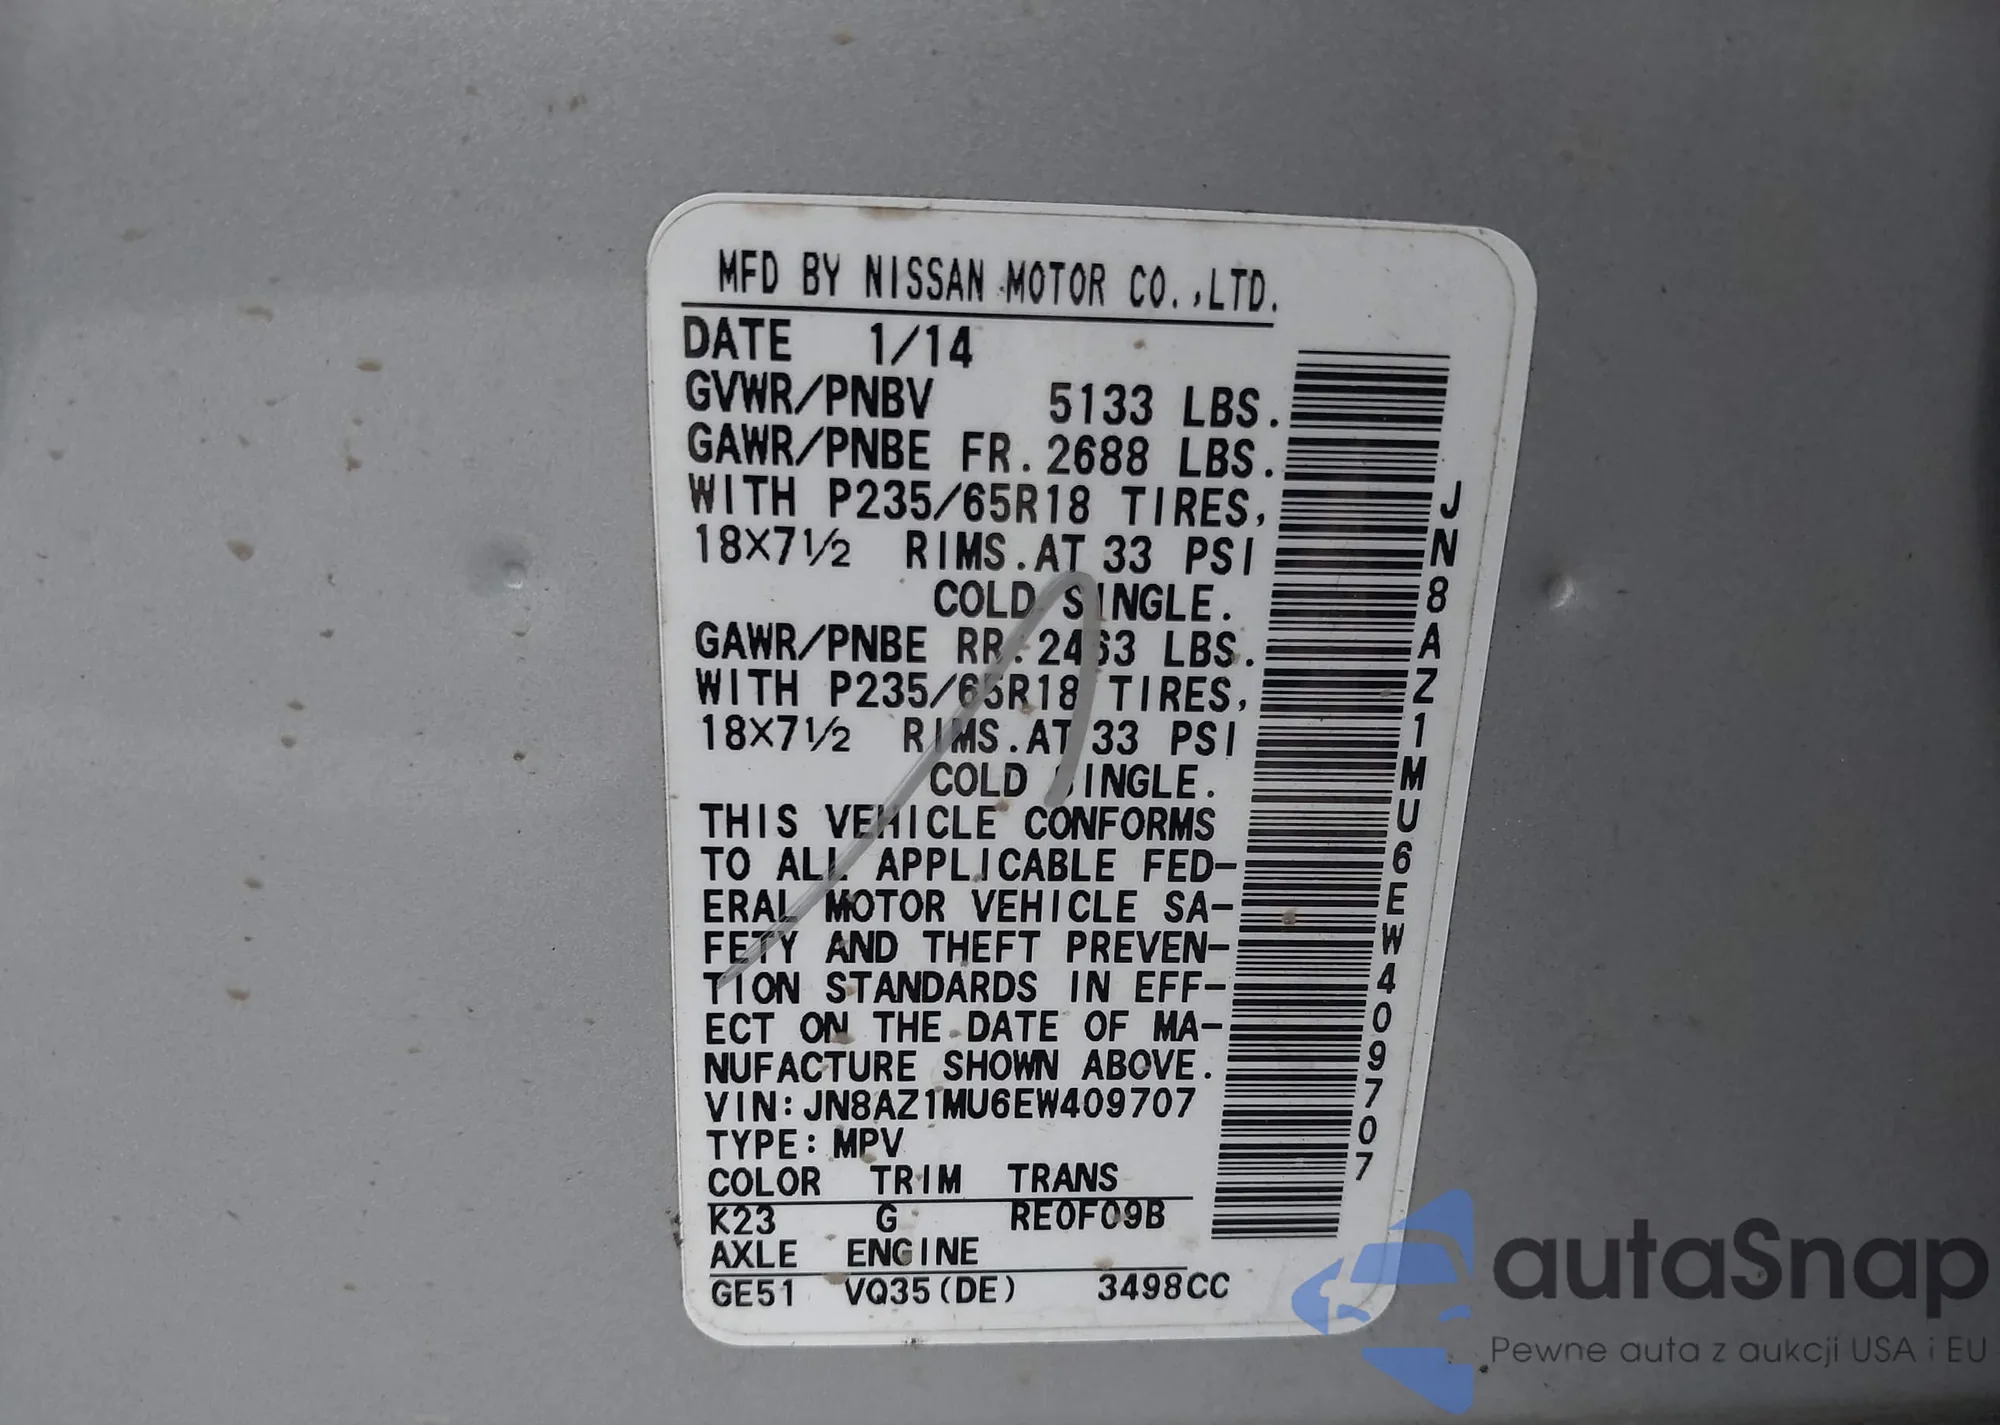 MFD BY NISSAN MOTOR CO.,LTD.
DATE 1/14
GVWR/PNBV 5133 LBS.
GAWR/PNBE FR. 2688 LBS.
WITH P235/65R18 TIRES,
18X7½ RIMS.AT 33 PSI
COLD SINGLE.
GAWR/PNBE RR. 2463 LBS.
WITH P235/65R18 TIRES,
18X7½ RIMS.AT 33 PSI
COLD SINGLE.
THIS VEHICLE CONFORMS
TO ALL APPLICABLE FED-
ERAL MOTOR VEHICLE SA-
FETY AND THEFT PREVEN-
TION STANDARDS IN EFF-
ECT ON THE DATE OF MA-
NUFACTURE SHOWN ABOVE.
VIN:JN8AZ1MU6EW409707
TYPE:MPV
COLOR TRIM TRANS
K23 G RE0F09B
AXLE ENGINE
GE51 VQ35(DE) 3498CC
JN8AZ1MU6EW409707
autaSnap
Pewne auta z aukcji USA i EU